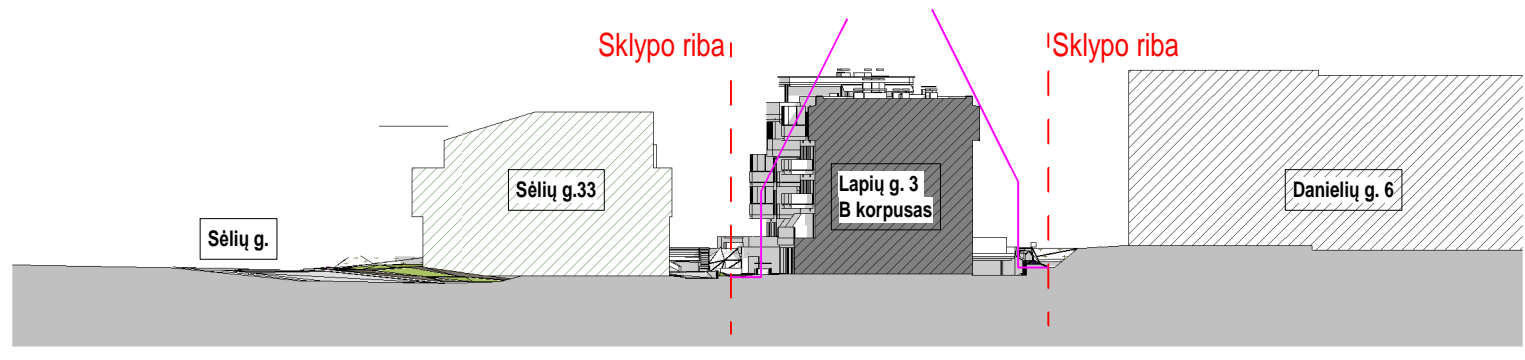 Sklypo riba
Sklypo riba
Sėlių g.33
Lapių g. 3
B korpusas
Danielių g. 6
Sėlių g.